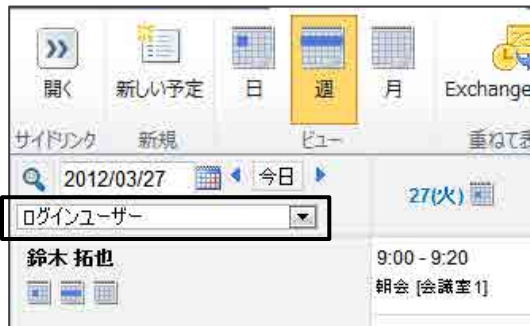 開く
新しい予定
日
週
月
Exchange
サイドリンク
新規
ビュー
重ねて表
2012/03/27
今日
27(火)
ログインユーザー
鈴木 拓也
9:00 - 9:20
朝会 [会議室1]